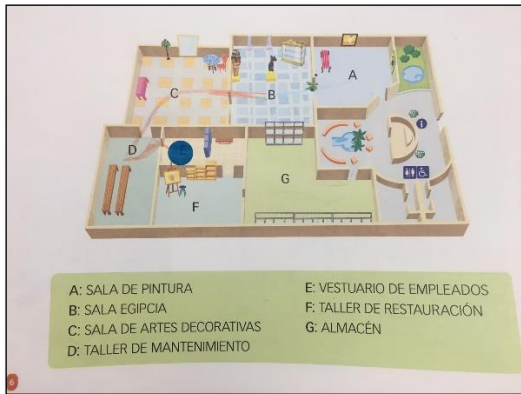 A
B
C
D
F
G
i
A: SALA DE PINTURA
B: SALA EGIPCIA
C: SALA DE ARTES DECORATIVAS
D: TALLER DE MANTENIMIENTO
E: VESTUARIO DE EMPLEADOS
F: TALLER DE RESTAURACIÓN
G: ALMACÉN
6